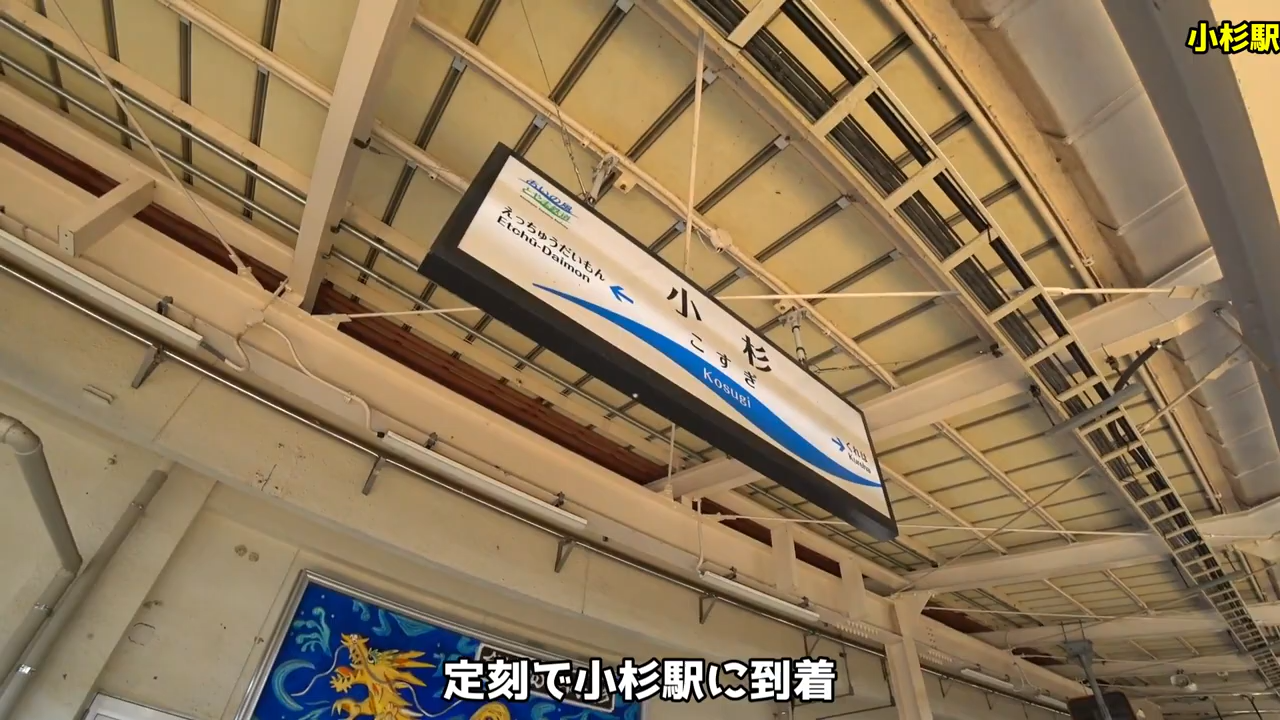 小杉駅
あいの風
とやま鉄道
えっちゅうだいもん
Etchū-Daimon
小杉
こすぎ
Kosugi
くれは
Kureha
定刻で小杉駅に到着